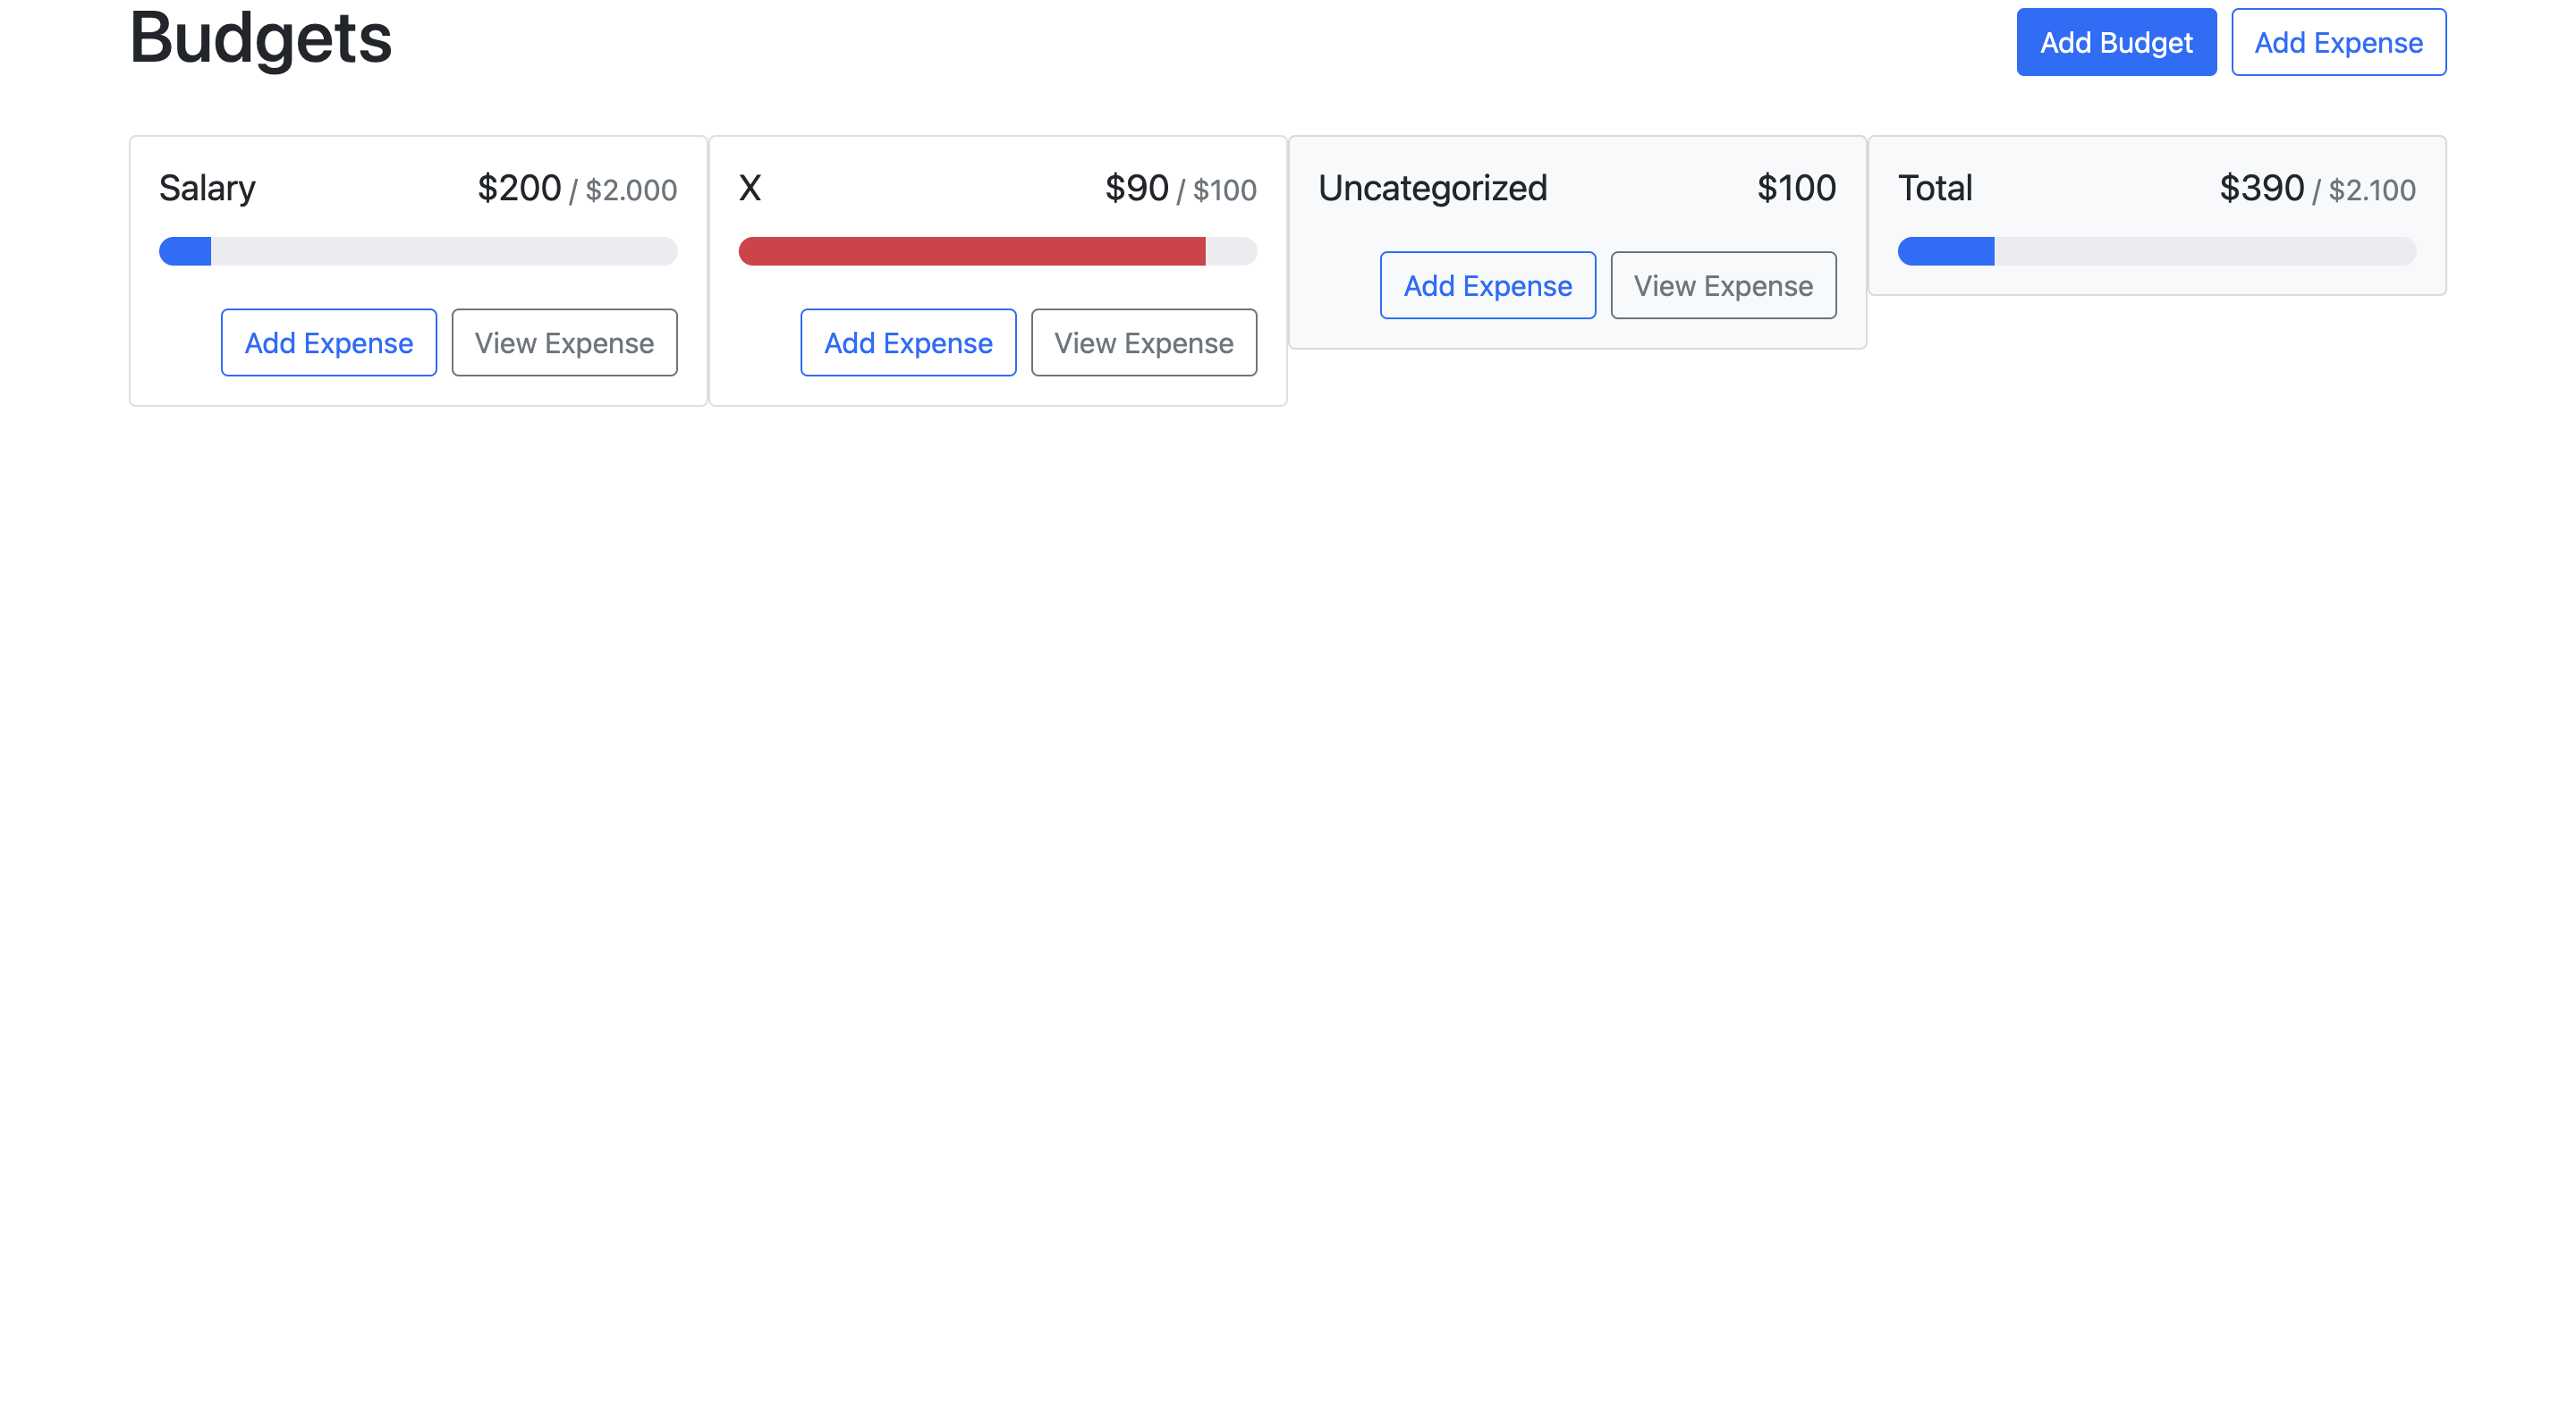 Budgets
Add Budget
Add Expense
Salary
$200 / $2.000
Add Expense
View Expense
X
$90 / $100
Add Expense
View Expense
Uncategorized
$100
Add Expense
View Expense
Total
$390 / $2.100